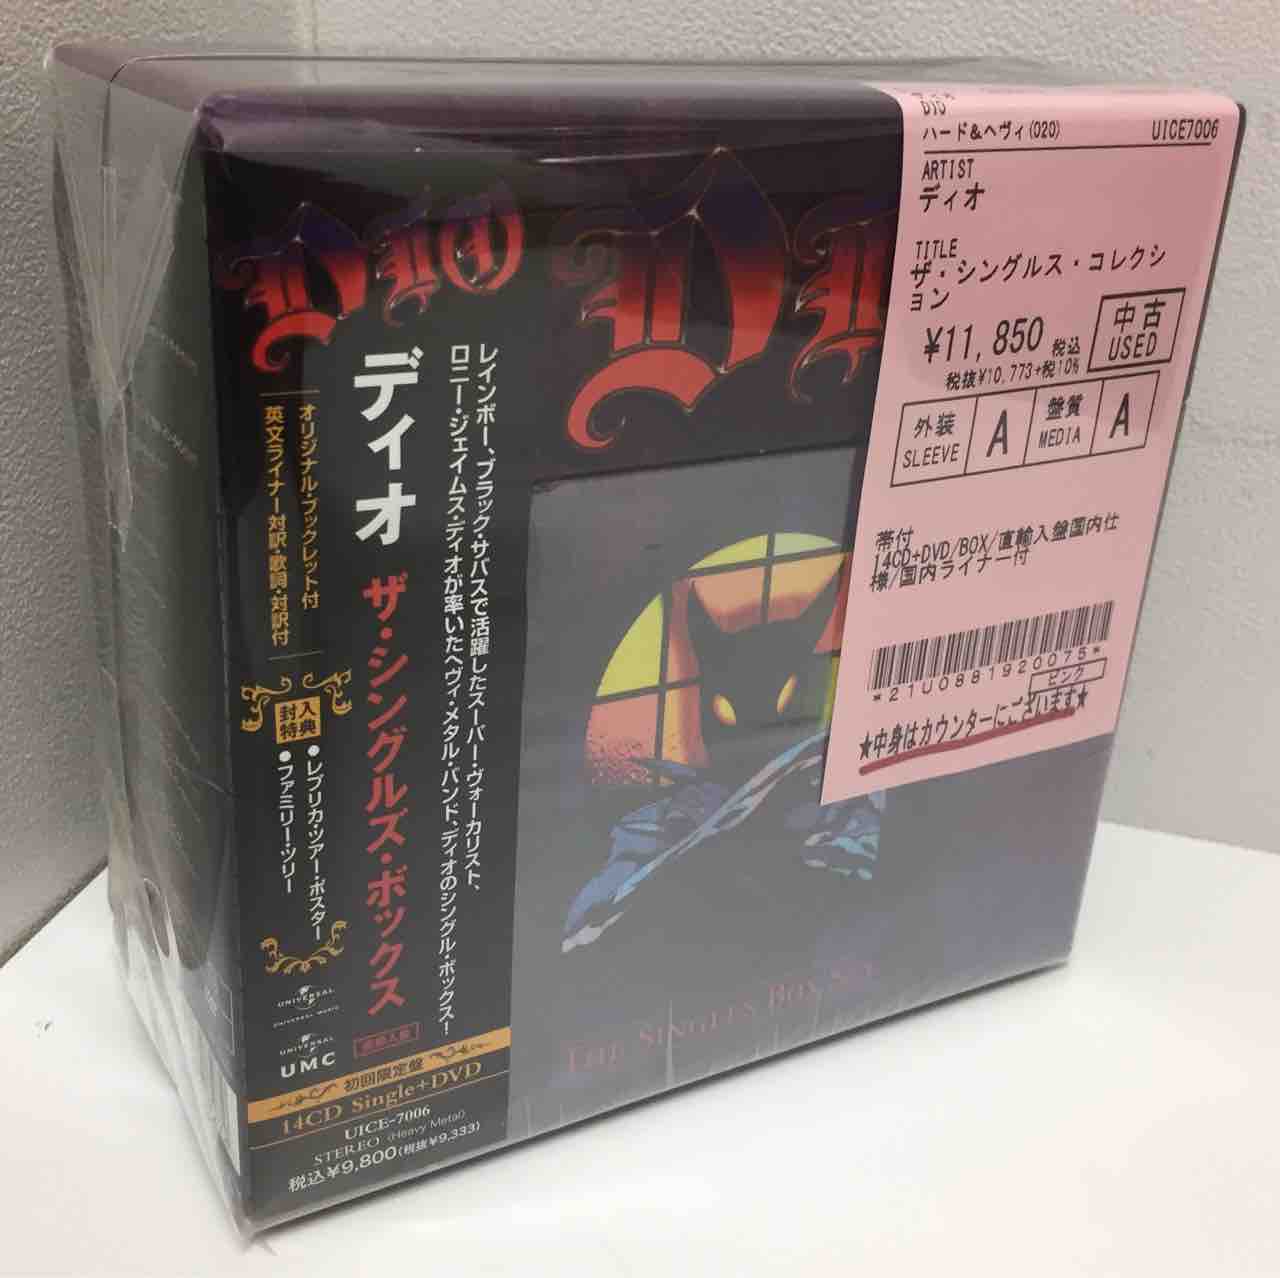 DIO
ディオ ザ・シングルズ・ボックス
レインボー、ブラック・サバスで活躍したスーパー・ヴォーカリスト、
ロニー・ジェイムス・ディオが率いたヘヴィ・メタル・バンド、ディオのシングル・ボックス!
オリジナル・ブックレット付
英文ライナー対訳・歌詞・対訳付
封入
特典
●レプリカ・ツアー・ポスター
●ファミリー・ツリー
UNIVERSAL
UNIVERSAL MUSIC
UNIVERSAL
UMC
直輸入盤
初回限定盤
14CD Single+DVD
UICE-7006
STEREO (Heavy Metal)
税込¥9,800(税抜¥9,333)
THE SINGLES BOX SET
ハード&ヘヴィ(020) UICE7006
ARTIST
ディオ
TITLE
ザ・シングルス・コレクシ
ョン
¥11,850 税込
税抜¥10,773+税10%
中古
USED
外装
SLEEVE
A
盤質
MEDIA
A
帯付
14CD+DVD/BOX/直輸入盤国内仕
様/国内ライナー付
*21U0881920075*
ピンク
★中身はカウンターにございます★